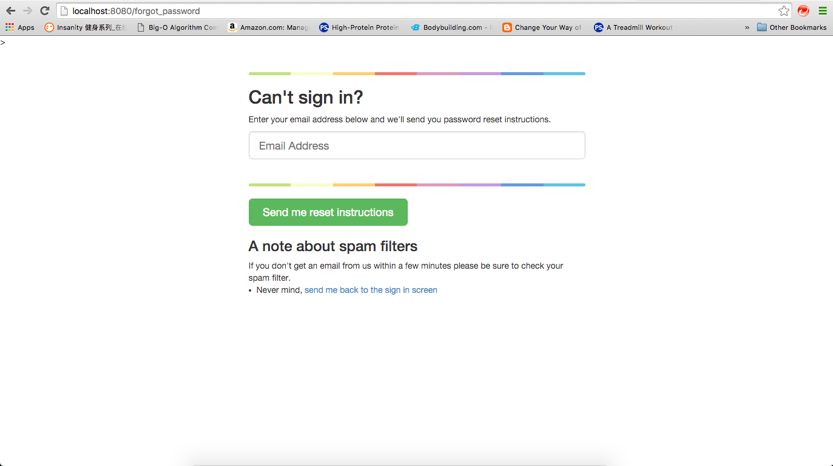 localhost:8080/forgot_password
Apps Insanity 健身系列_在 Big-O Algorithm Com Amazon.com: Manag High-Protein Protein Bodybuilding.com - Change Your Way of A Treadmill Workout » Other Bookmarks
>
Can't sign in?
Enter your email address below and we'll send you password reset instructions.
Email Address
Send me reset instructions
A note about spam filters
If you don't get an email from us within a few minutes please be sure to check your
spam filter.
• Never mind, send me back to the sign in screen